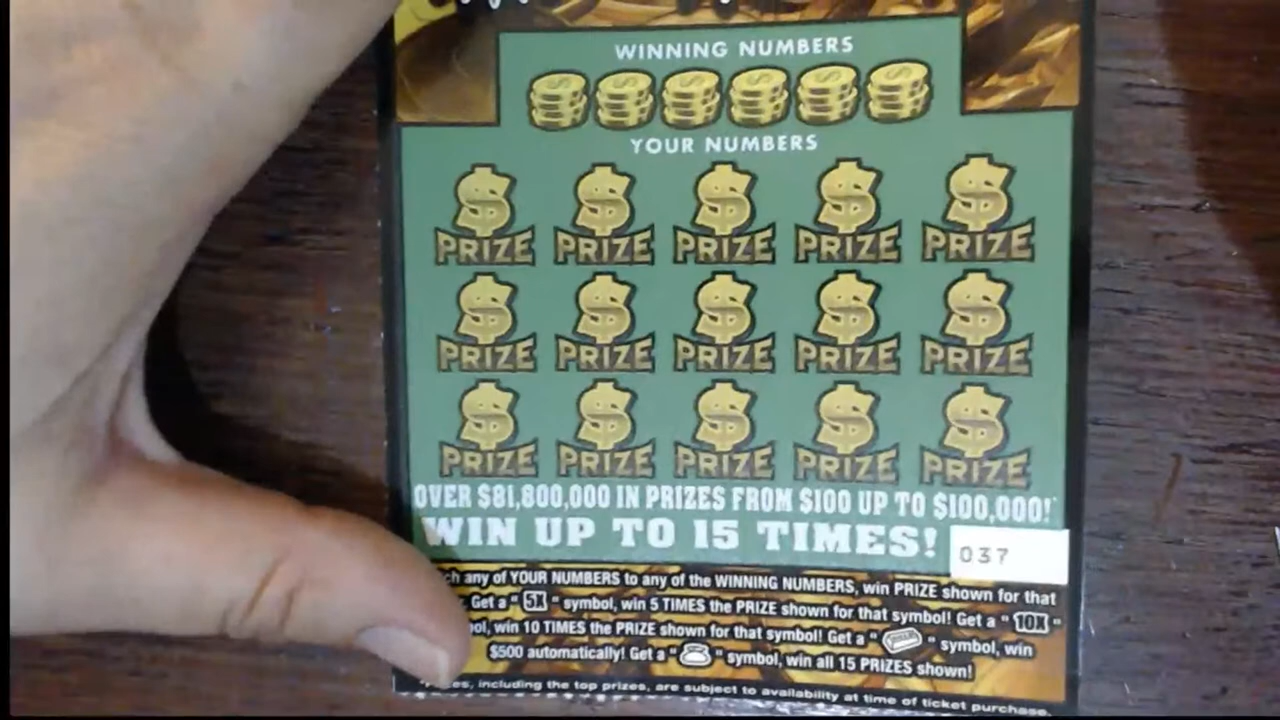 WINNING NUMBERS
YOUR NUMBERS
PRIZE PRIZE PRIZE PRIZE PRIZE
PRIZE PRIZE PRIZE PRIZE PRIZE
PRIZE PRIZE PRIZE PRIZE PRIZE
OVER $81,800,000 IN PRIZES FROM $100 UP TO $100,000!*
WIN UP TO 15 TIMES!
037
any of YOUR NUMBERS to any of the WINNING NUMBERS, win PRIZE shown for that
Get a "5X" symbol, win 5 TIMES the PRIZE shown for that symbol! Get a "10X"
win 10 TIMES the PRIZE shown for that symbol! Get a " " symbol, win
$500 automatically! Get a " " symbol, win all 15 PRIZES shown!
including the top prizes, are subject to availability at time of ticket purchase.